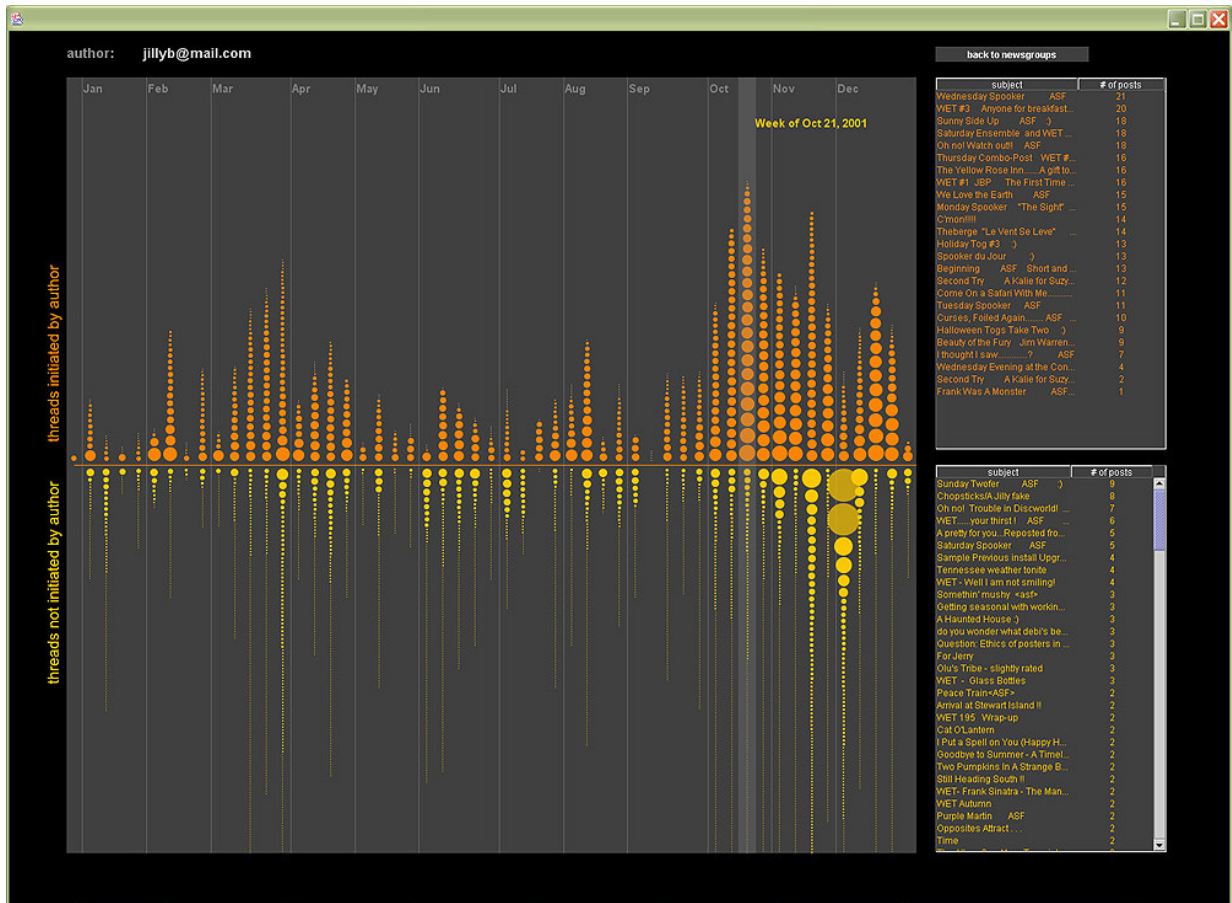 author: jillyb@mail.com
back to newsgroups
Jan Feb Mar Apr May Jun Jul Aug Sep Oct Nov Dec
Week of Oct 21, 2001
threads initiated by author
threads not initiated by author
subject # of posts
Wednesday Spooker ASF 21
WET #3 Anyone for breakfast... 20
Sunny Side Up ASF :) 18
Saturday Ensemble and WET ... 18
Oh no! Watch out!! ASF 18
Thursday Combo-Post WET #... 16
The Yellow Rose Inn......A gift to... 16
WET #1 JBP The First Time ... 16
We Love the Earth ASF 15
Monday Spooker "The Sight" ... 15
C'mon!!!!! 14
Theberge "Le Vent Se Leve" ... 14
Holiday Tog #3 :) 13
Spooker du Jour :) 13
Beginning ASF Short and ... 13
Second Try A Kalie for Suzy... 12
Come On a Safari With Me.......... 11
Tuesday Spooker ASF 11
Curses, Foiled Again....... ASF ... 10
Halloween Togs Take Two :) 9
Beauty of the Fury Jim Warren... 9
I thought I saw............? ASF 7
Wednesday Evening at the Con... 4
Second Try A Kalie for Suzy... 2
Frank Was A Monster ASF... 1
subject # of posts
Sunday Twofer ASF :) 9
Chopsticks/A Jilly fake 8
Oh no! Trouble in Discworld! ... 7
WET......your thirst ! ASF ... 6
A pretty for you...Reposted fro... 5
Saturday Spooker ASF 5
Sample Previous install Upgr... 4
Tennessee weather tonite 4
WET - Well I am not smiling! 4
Somethin' mushy <asf> 3
Getting seasonal with workin... 3
A Haunted House :) 3
do you wonder what debi's be... 3
Question: Ethics of posters in ... 3
For Jerry 3
Olu's Tribe - slightly rated 3
WET - Glass Bottles 3
Peace Train<ASF> 2
Arrival at Stewart Island !! 2
WET 195 Wrap-up 2
Cat O'Lantern 2
I Put a Spell on You (Happy H... 2
Goodbye to Summer - A Timel... 2
Two Pumpkins In A Strange B... 2
Still Heading South !! 2
WET- Frank Sinatra - The Man... 2
WET Autumn 2
Purple Martin ASF 2
Opposites Attract . . . 2
Time 2